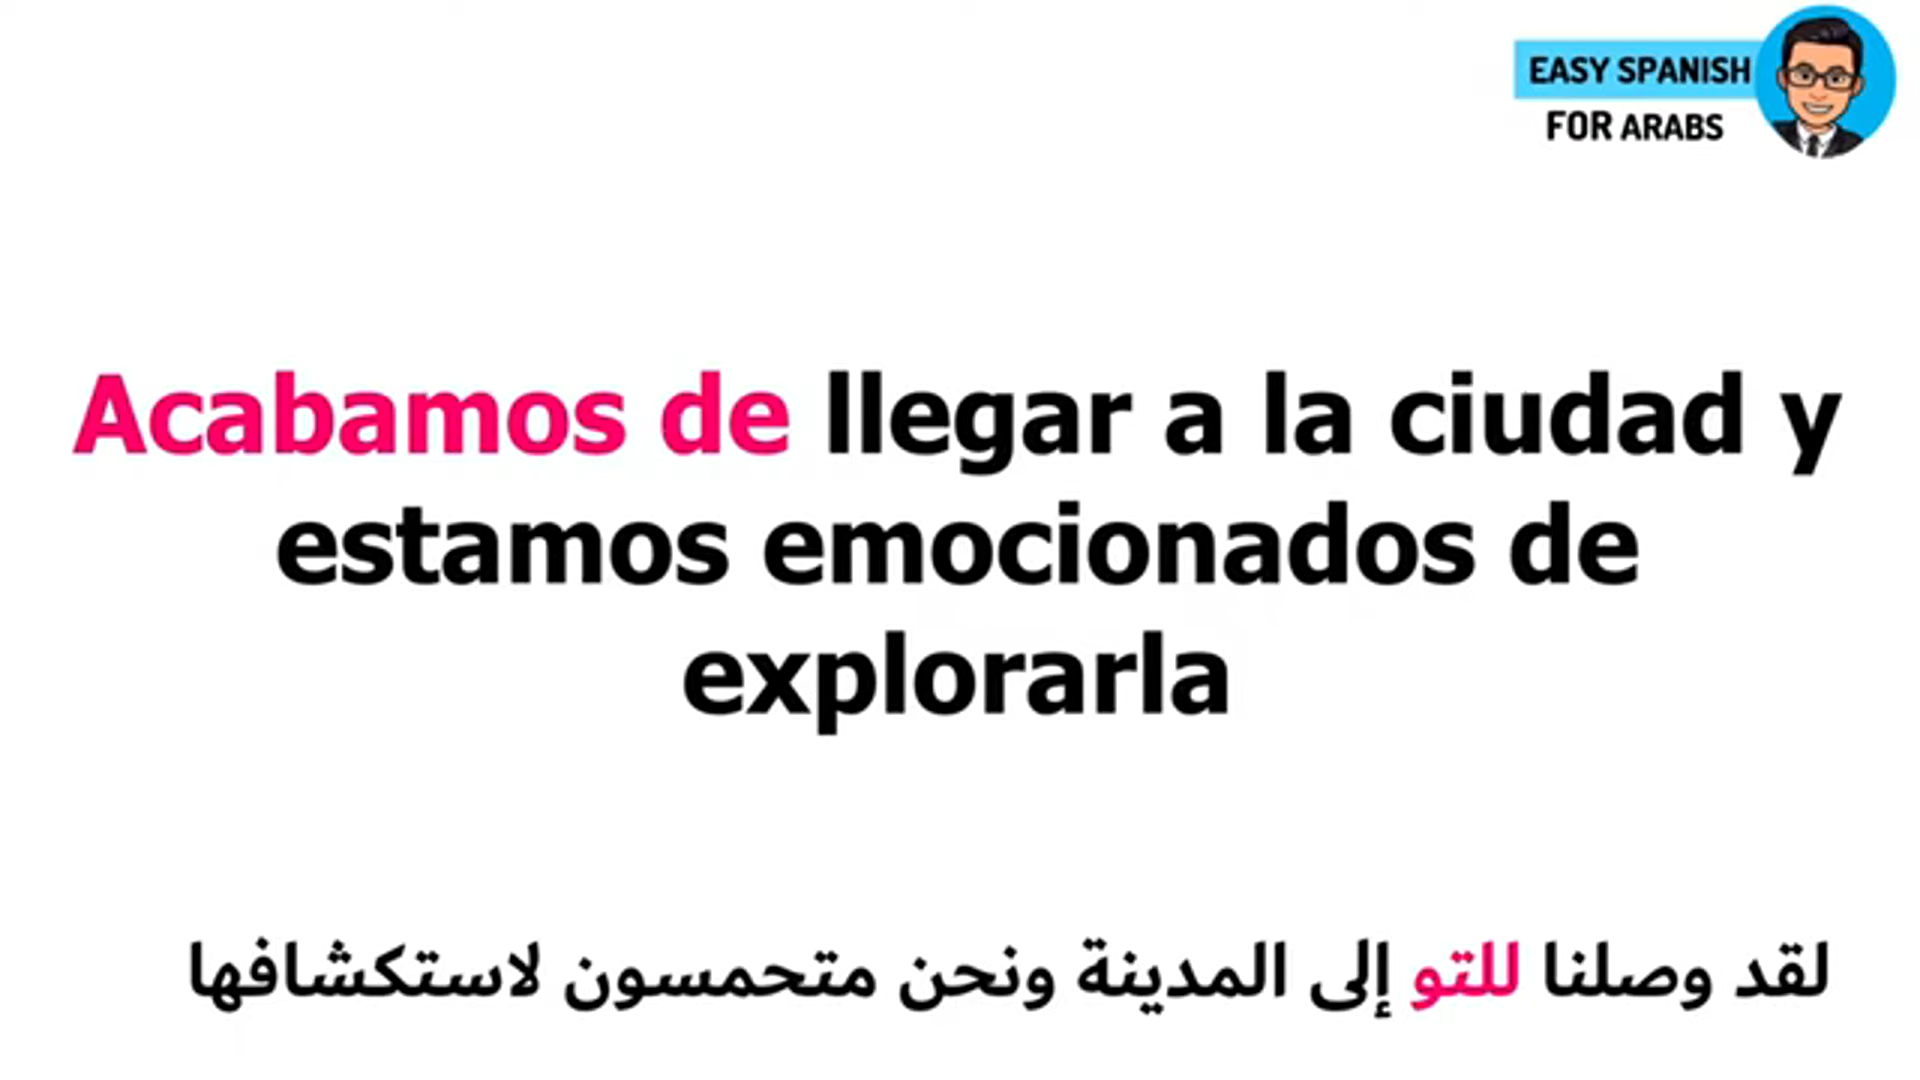 EASY SPANISH
FOR ARABS
Acabamos de llegar a la ciudad y
estamos emocionados de
explorarla
لقد وصلنا للتو إلى المدينة ونحن متحمسون لاستكشافها